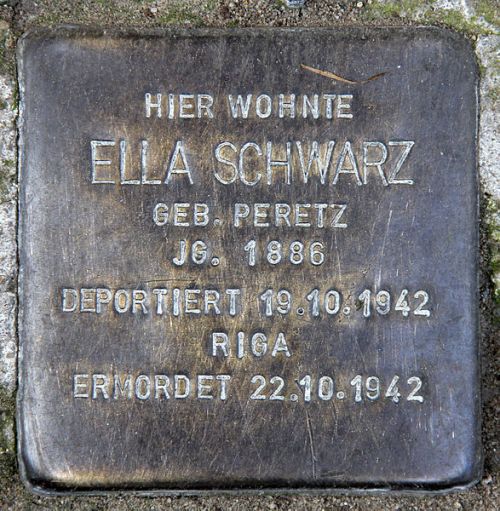 HIER WOHNTE
ELLA SCHWARZ
GEB. PERETZ
JG. 1886
DEPORTIERT 19.10.1942
RIGA
ERMORDET 22.10.1942